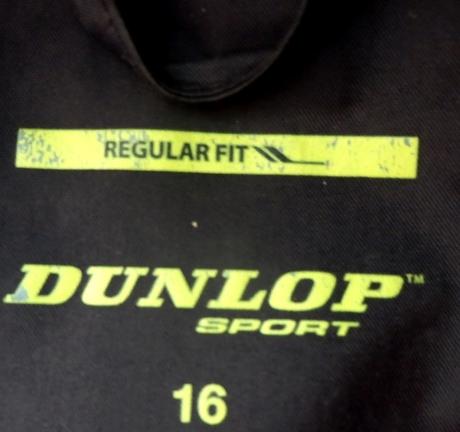 REGULAR FIT
DUNLOP™
SPORT
16